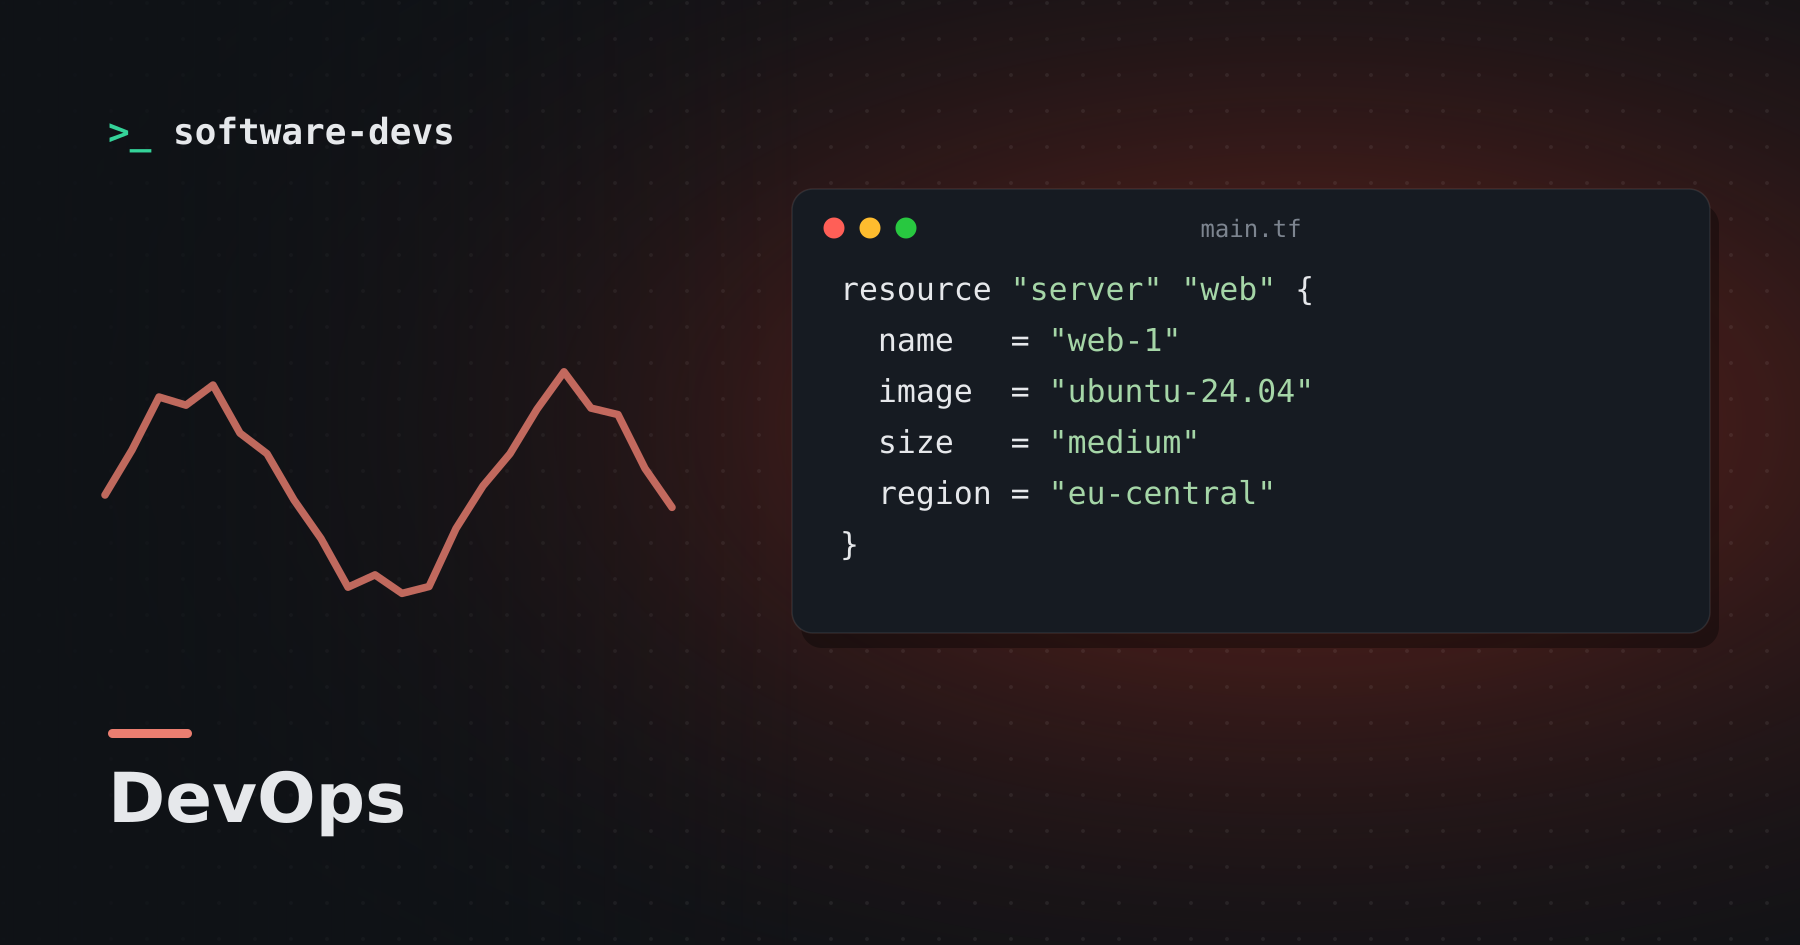 >_ software-devs
main.tf
resource "server" "web" {
  name   = "web-1"
  image  = "ubuntu-24.04"
  size   = "medium"
  region = "eu-central"
}
DevOps